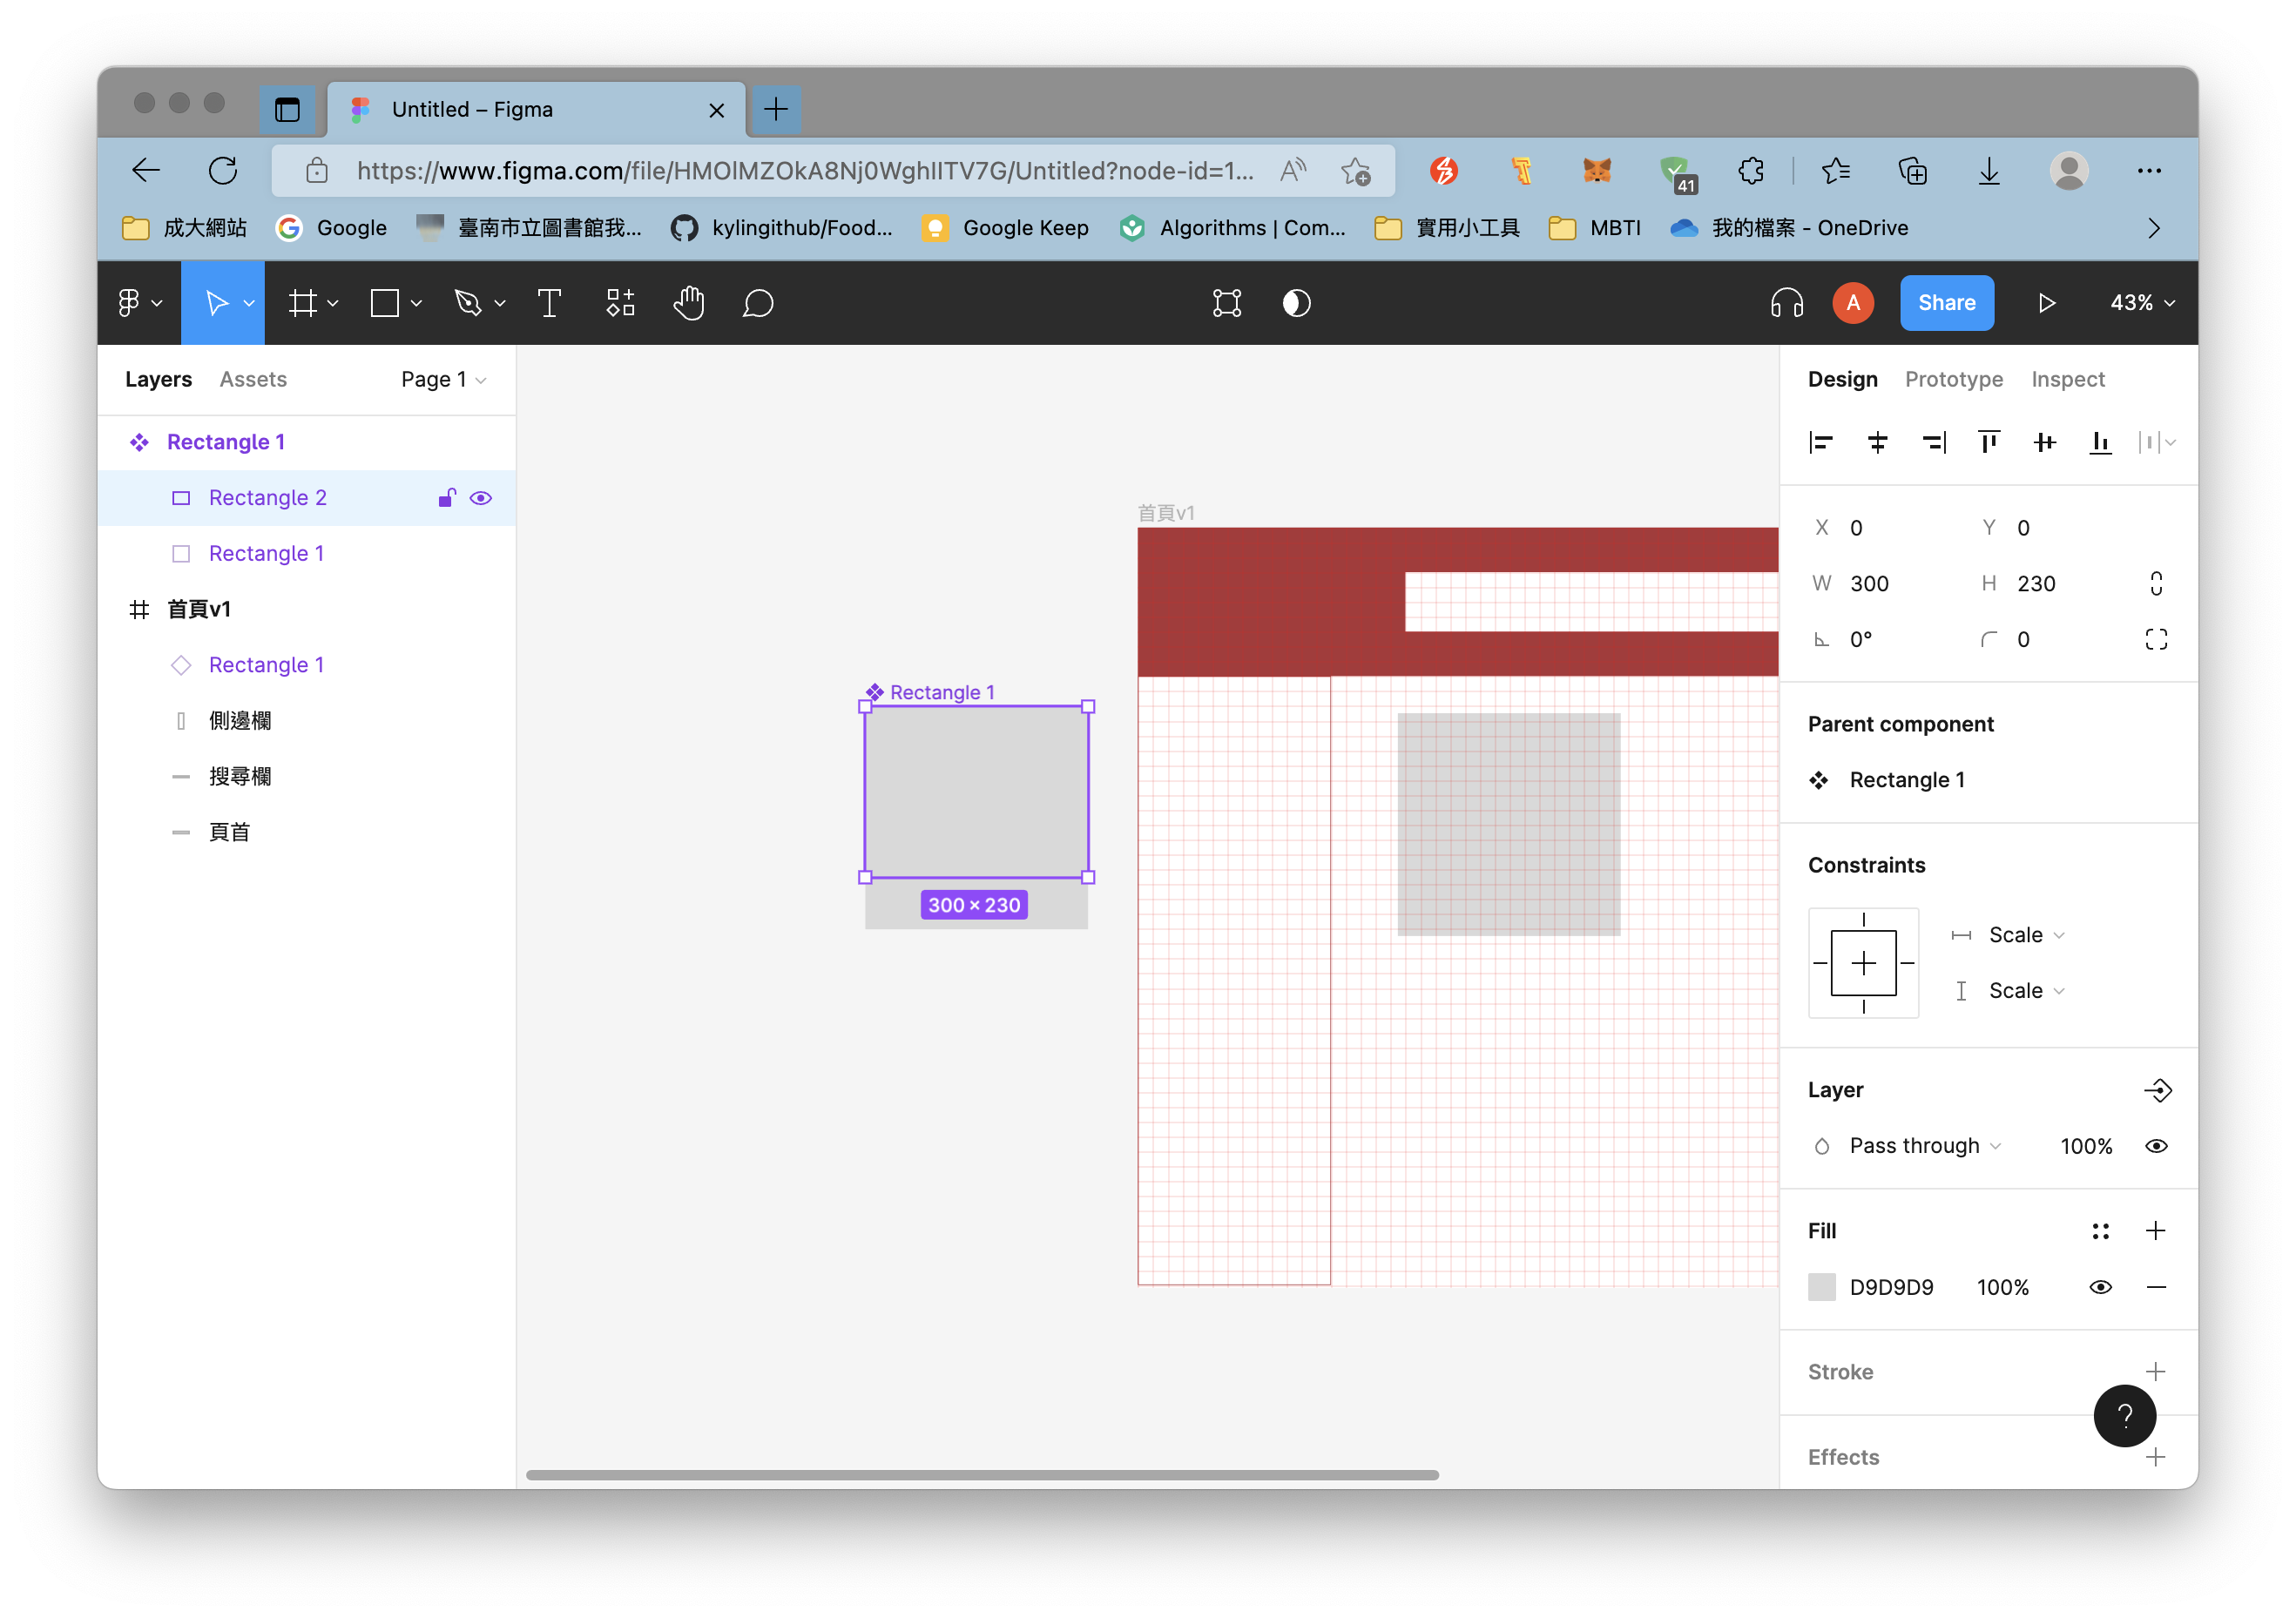 Untitled – Figma
https://www.figma.com/file/HMOlMZOkA8Nj0WghlITV7G/Untitled?node-id=1...
41
成大網站 Google 臺南市立圖書館我... kylingithub/Food... Google Keep Algorithms | Com... 實用小工具 MBTI 我的檔案 - OneDrive
A Share 43%
Layers Assets Page 1
Rectangle 1
Rectangle 2
Rectangle 1
首頁v1
Rectangle 1
側邊欄
搜尋欄
頁首
首頁v1
Rectangle 1
300 × 230
Design Prototype Inspect
X 0 Y 0
W 300 H 230
0° 0
Parent component
Rectangle 1
Constraints
Scale
Scale
Layer
Pass through 100%
Fill
D9D9D9 100%
Stroke
?
Effects